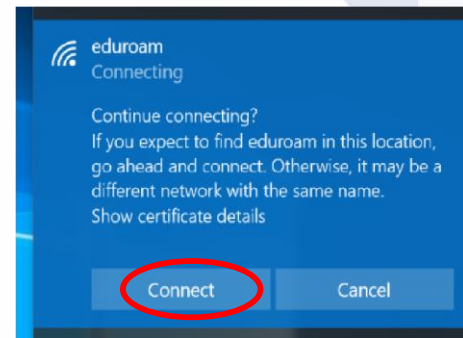 eduroam
Connecting
Continue connecting?
If you expect to find eduroam in this location,
go ahead and connect. Otherwise, it may be a
different network with the same name.
Show certificate details
Connect
Cancel